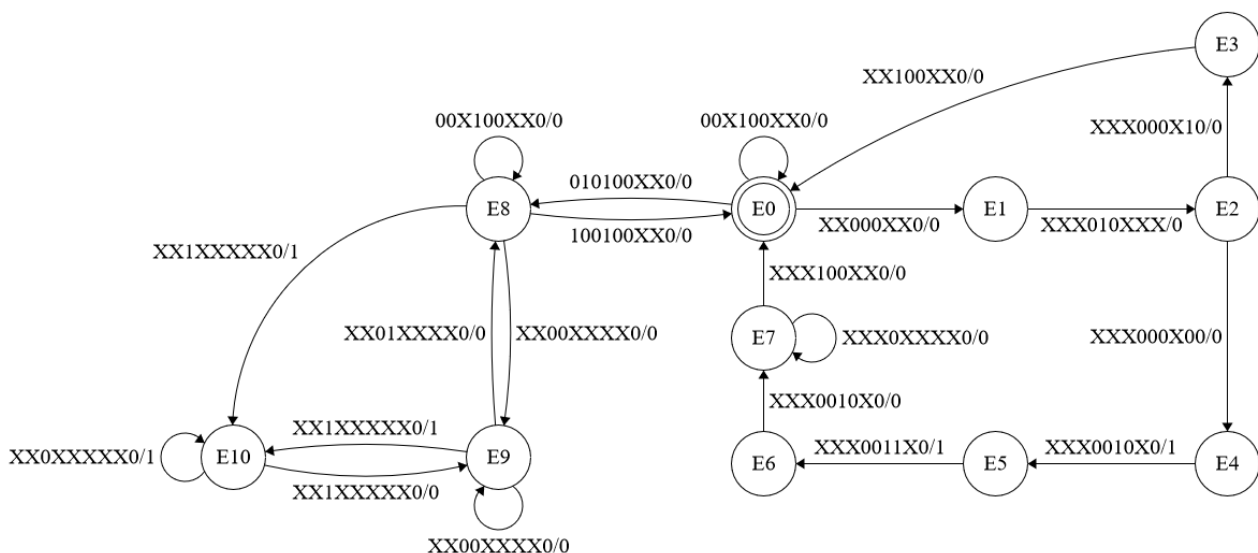 E3
XX100XX0/0
00X100XX0/0
00X100XX0/0
XXX000X10/0
010100XX0/0
E8
E0
E1
E2
XX000XX0/0
XXX010XXX/0
100100XX0/0
XX1XXXXX0/1
XXX100XX0/0
XX01XXXX0/0
XX00XXXX0/0
E7
XXX0XXXX0/0
XXX000X00/0
XXX0010X0/0
XX1XXXXX0/1
XX0XXXXX0/1
E10
E9
E6
XXX0011X0/1
E5
XXX0010X0/1
E4
XX1XXXXX0/0
XX00XXXX0/0